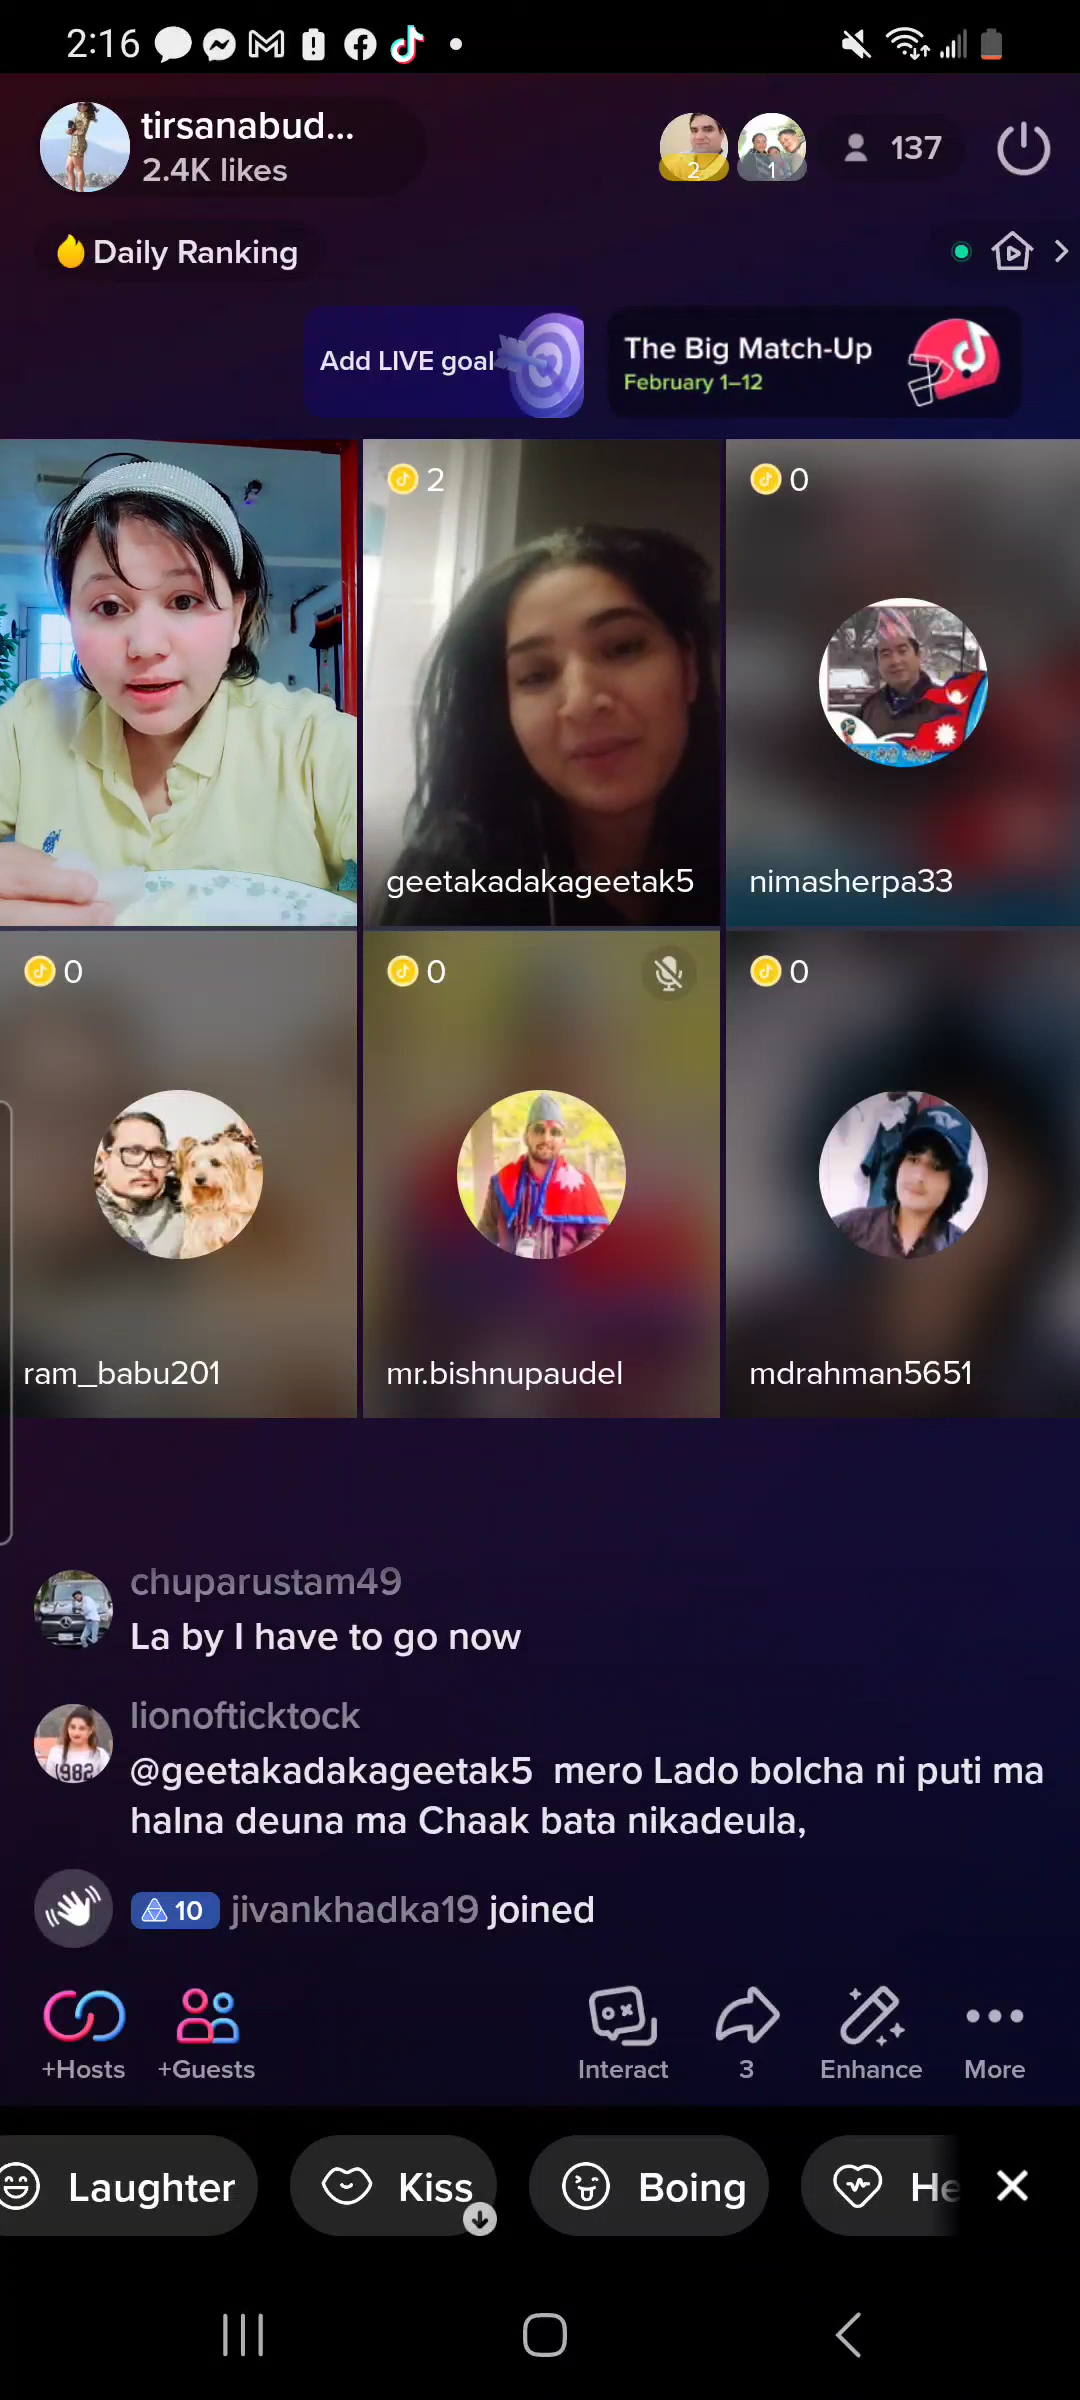 2:16
tirsanabud...
2.4K likes
2
1
137
Daily Ranking
Add LIVE goal
The Big Match-Up
February 1–12
2
0
geetakadakageetak5
nimasherpa33
0
0
0
ram_babu201
mr.bishnupaudel
mdrahman5651
chuparustam49
La by I have to go now
lionofticktock
@geetakadakageetak5 mero Lado bolcha ni puti ma
halna deuna ma Chaak bata nikadeula,
10 jivankhadka19 joined
+Hosts
+Guests
Interact
3
Enhance
More
Laughter
Kiss
Boing
He